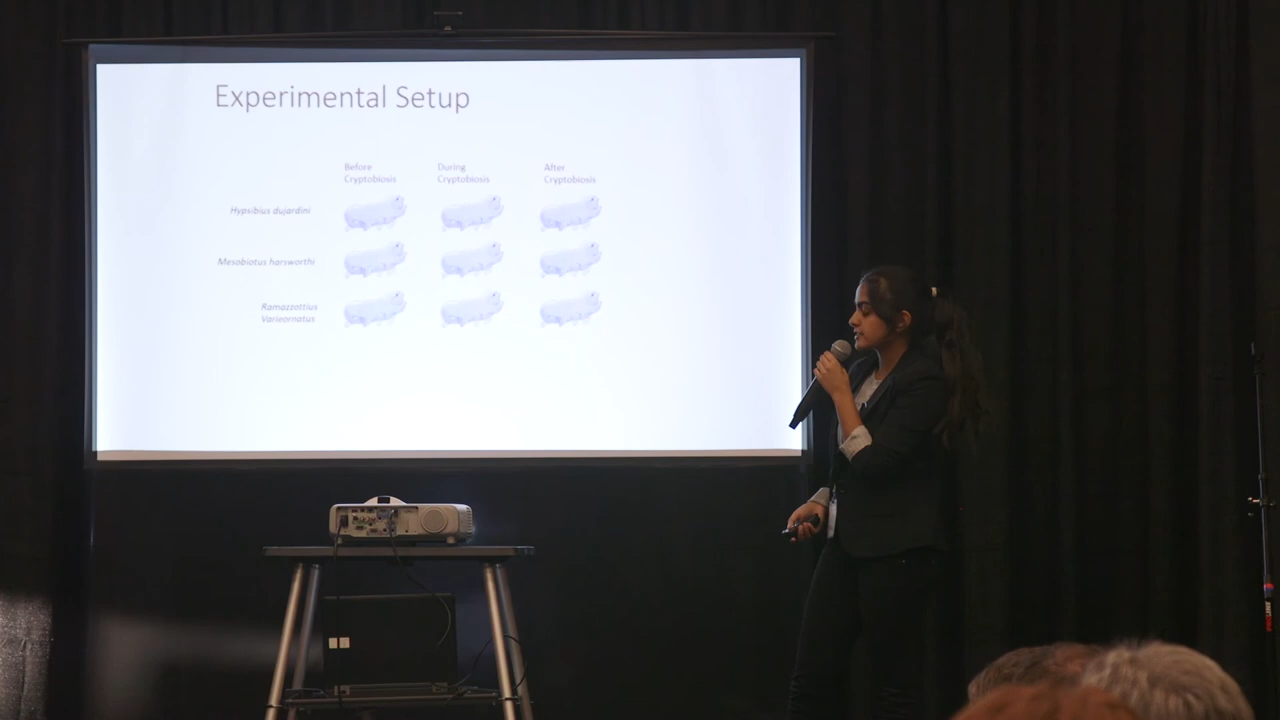 Experimental Setup
Before During After
Cryptobiosis Cryptobiosis Cryptobiosis
Hypsibius dujardini
Mesobiotus harsworthi
Ramazzottius
Varieornatus